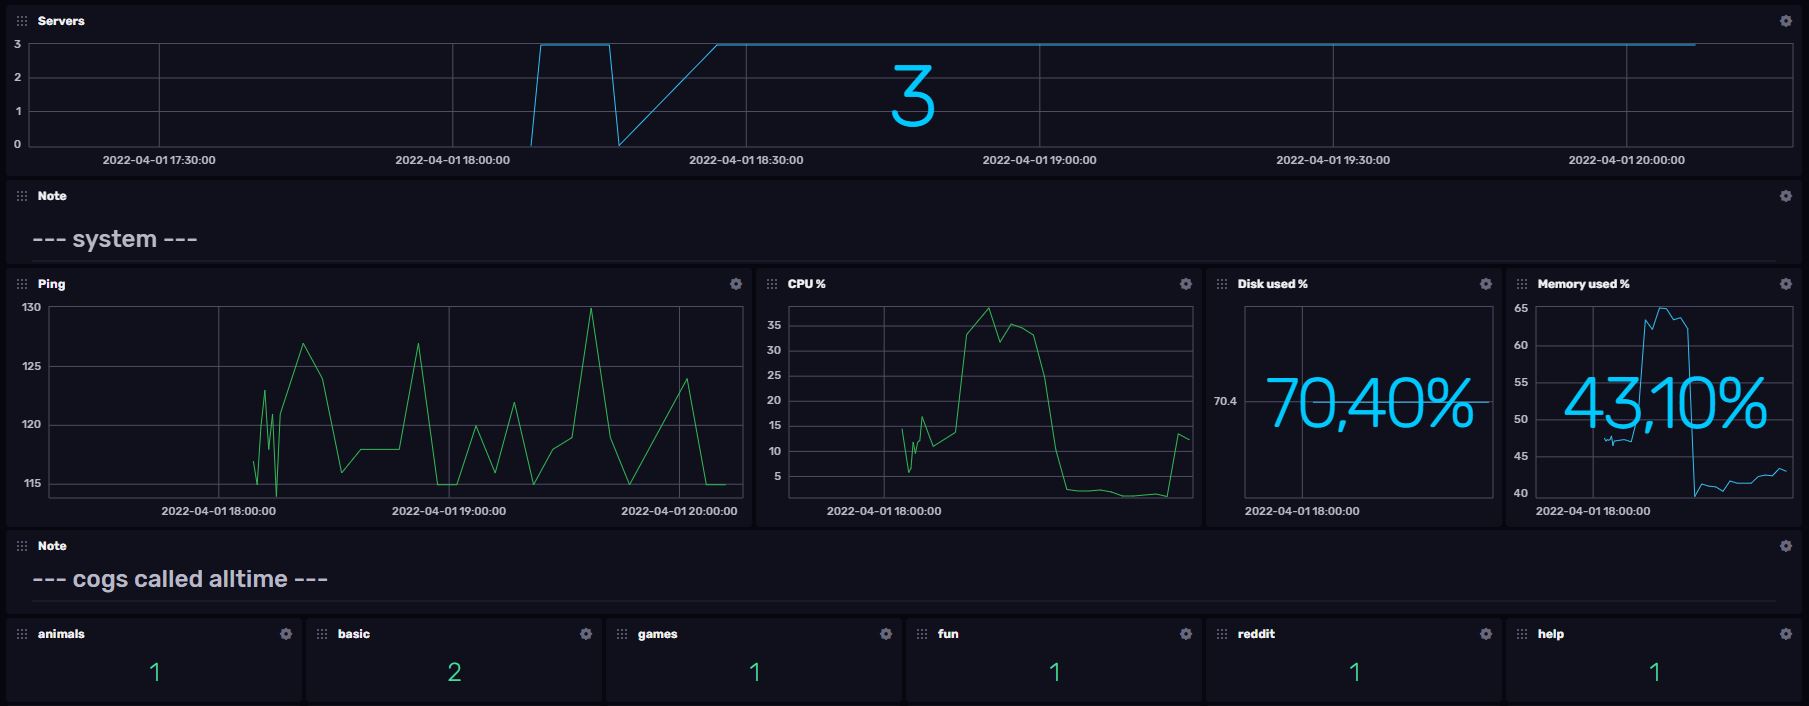 Servers
3
2
1
0
3
2022-04-01 17:30:00 2022-04-01 18:00:00 2022-04-01 18:30:00 2022-04-01 19:00:00 2022-04-01 19:30:00 2022-04-01 20:00:00
Note
--- system ---
Ping
130
125
120
115
2022-04-01 18:00:00 2022-04-01 19:00:00 2022-04-01 20:00:00
CPU %
35
30
25
20
15
10
5
2022-04-01 18:00:00
Disk used %
70.4
70,40%
2022-04-01 18:00:00
Memory used %
65
60
55
50
45
40
43,10%
2022-04-01 18:00:00
Note
--- cogs called alltime ---
animals
1
basic
2
games
1
fun
1
reddit
1
help
1